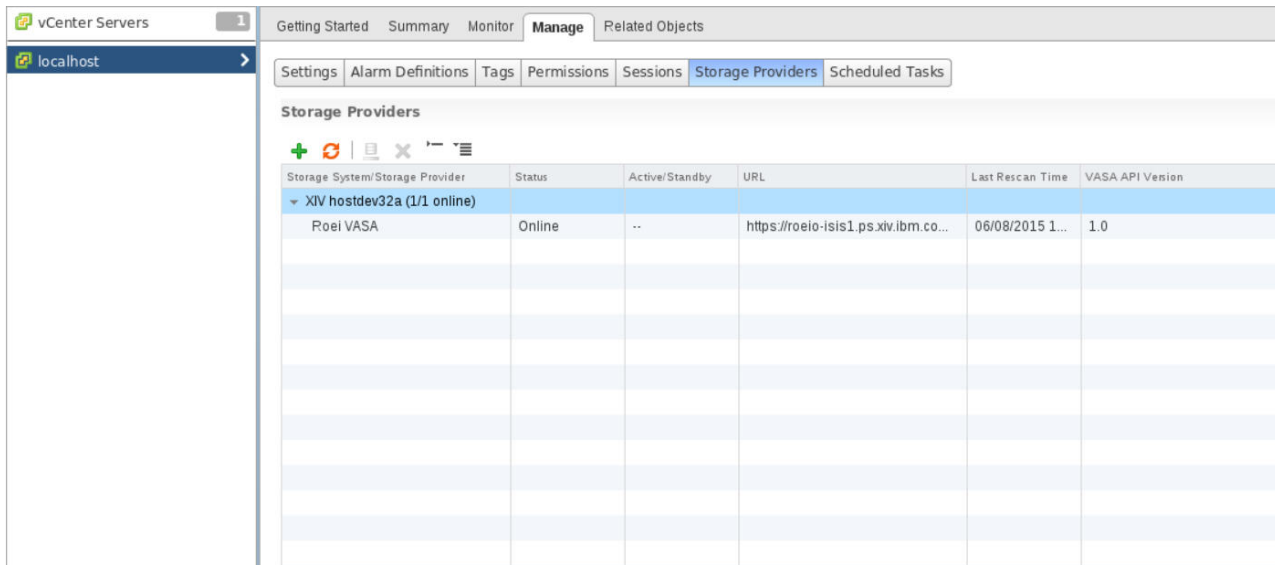 vCenter Servers 1
localhost
Getting Started Summary Monitor Manage Related Objects
Settings Alarm Definitions Tags Permissions Sessions Storage Providers Scheduled Tasks
Storage Providers
Storage System/Storage Provider Status Active/Standby URL Last Rescan Time VASA API Version
XIV hostdev32a (1/1 online)
Roei VASA Online -- https://roeio-isis1.ps.xiv.ibm.co... 06/08/2015 1... 1.0